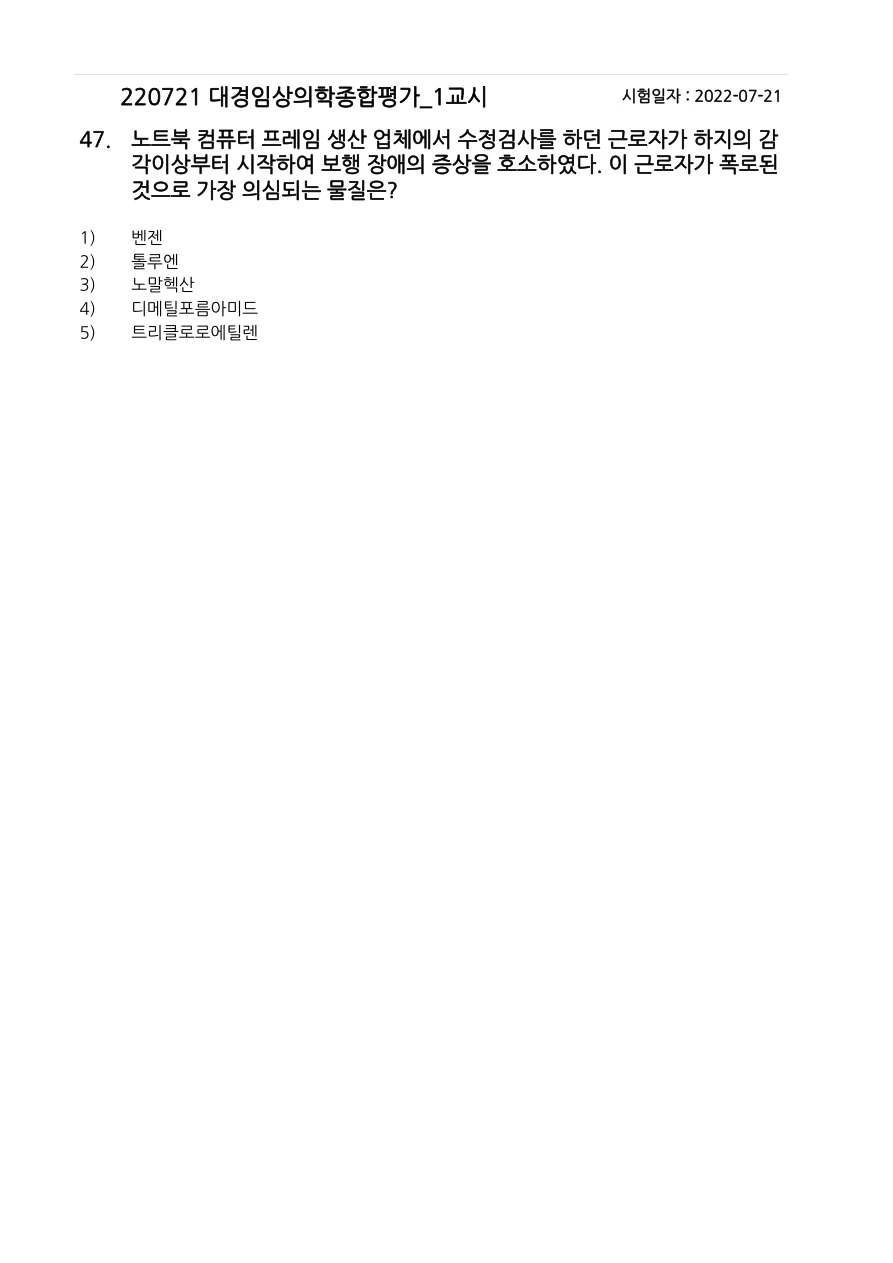 220721 대경임상의학종합평가_1교시 시험일자 : 2022-07-21
47. 노트북 컴퓨터 프레임 생산 업체에서 수정검사를 하던 근로자가 하지의 감
각이상부터 시작하여 보행 장애의 증상을 호소하였다. 이 근로자가 폭로된
것으로 가장 의심되는 물질은?
1) 벤젠
2) 톨루엔
3) 노말헥산
4) 디메틸포름아미드
5) 트리클로로에틸렌